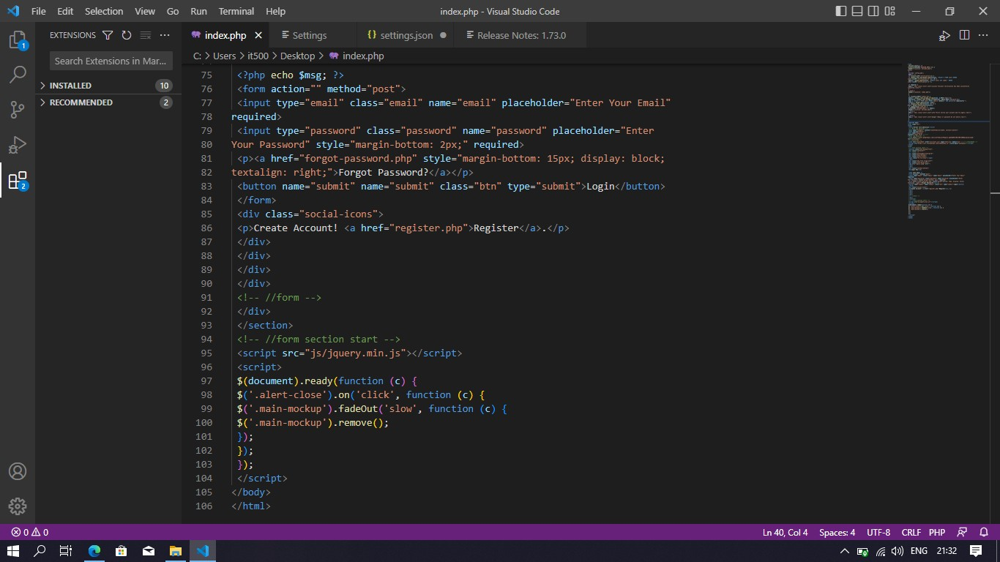 File Edit Selection View Go Run Terminal Help index.php - Visual Studio Code
EXTENSIONS
index.php
Settings
{} settings.json
Release Notes: 1.73.0
Search Extensions in Mar...
C: > Users > it500 > Desktop > index.php
INSTALLED 10
RECOMMENDED 2
1
2
75 <?php echo $msg; ?>
76 <form action="" method="post">
77 <input type="email" class="email" name="email" placeholder="Enter Your Email"
78 required>
79 <input type="password" class="password" name="password" placeholder="Enter
80 Your Password" style="margin-bottom: 2px;" required>
81 <p><a href="forgot-password.php" style="margin-bottom: 15px; display: block;
82 textalign: right;">Forgot Password?</a></p>
83 <button name="submit" name="submit" class="btn" type="submit">Login</button>
84 </form>
85 <div class="social-icons">
86 <p>Create Account! <a href="register.php">Register</a>.</p>
87 </div>
88 </div>
89 </div>
90 </div>
91 <!-- //form -->
92 </div>
93 </section>
94 <!-- //form section start -->
95 <script src="js/jquery.min.js"></script>
96 <script>
97 $(document).ready(function (c) {
98 $('.alert-close').on('click', function (c) {
99 $('.main-mockup').fadeOut('slow', function (c) {
100 $('.main-mockup').remove();
101 });
102 });
103 });
104 </script>
105 </body>
106 </html>
0 0 Ln 40, Col 4 Spaces: 4 UTF-8 CRLF PHP
ENG 21:32